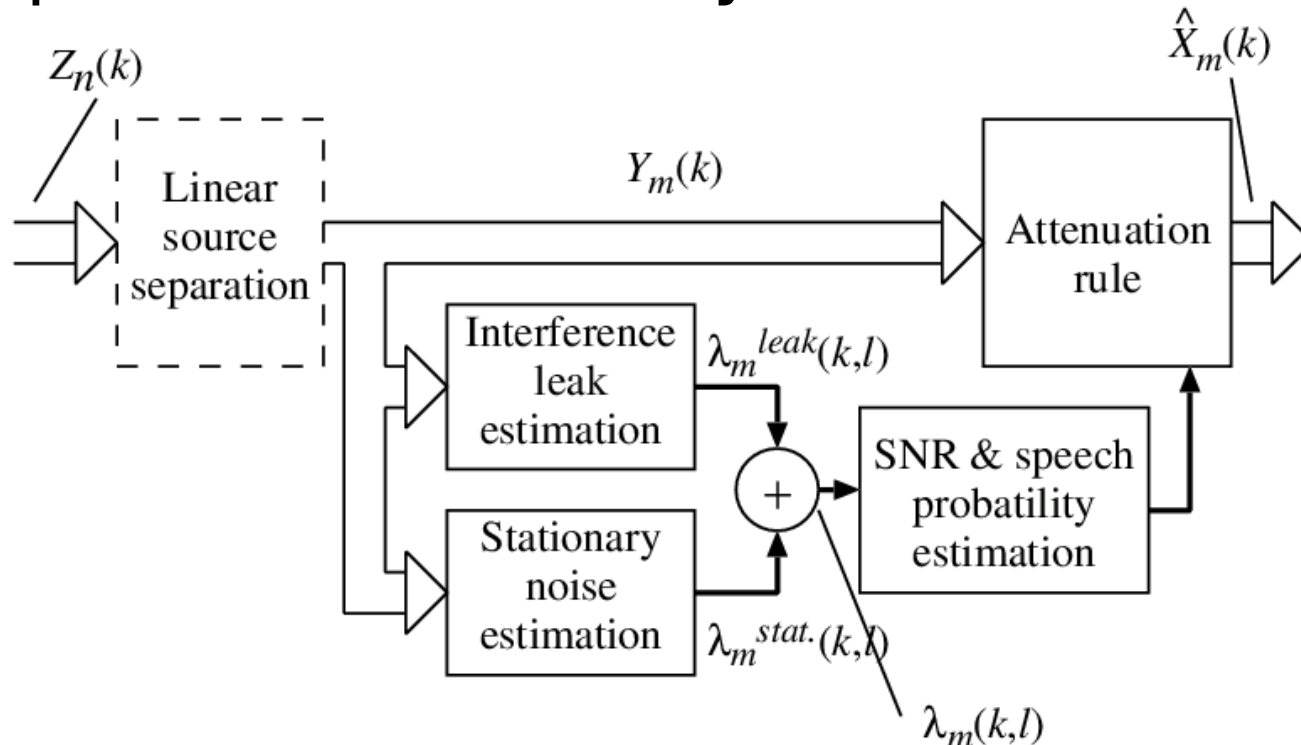 Z_n(k)
X̂_m(k)
Linear
source
separation
Y_m(k)
Attenuation
rule
Interference
leak
estimation
λ_m^leak(k,l)
SNR & speech
probatility
estimation
+
Stationary
noise
estimation
λ_m^stat.(k,l)
λ_m(k,l)